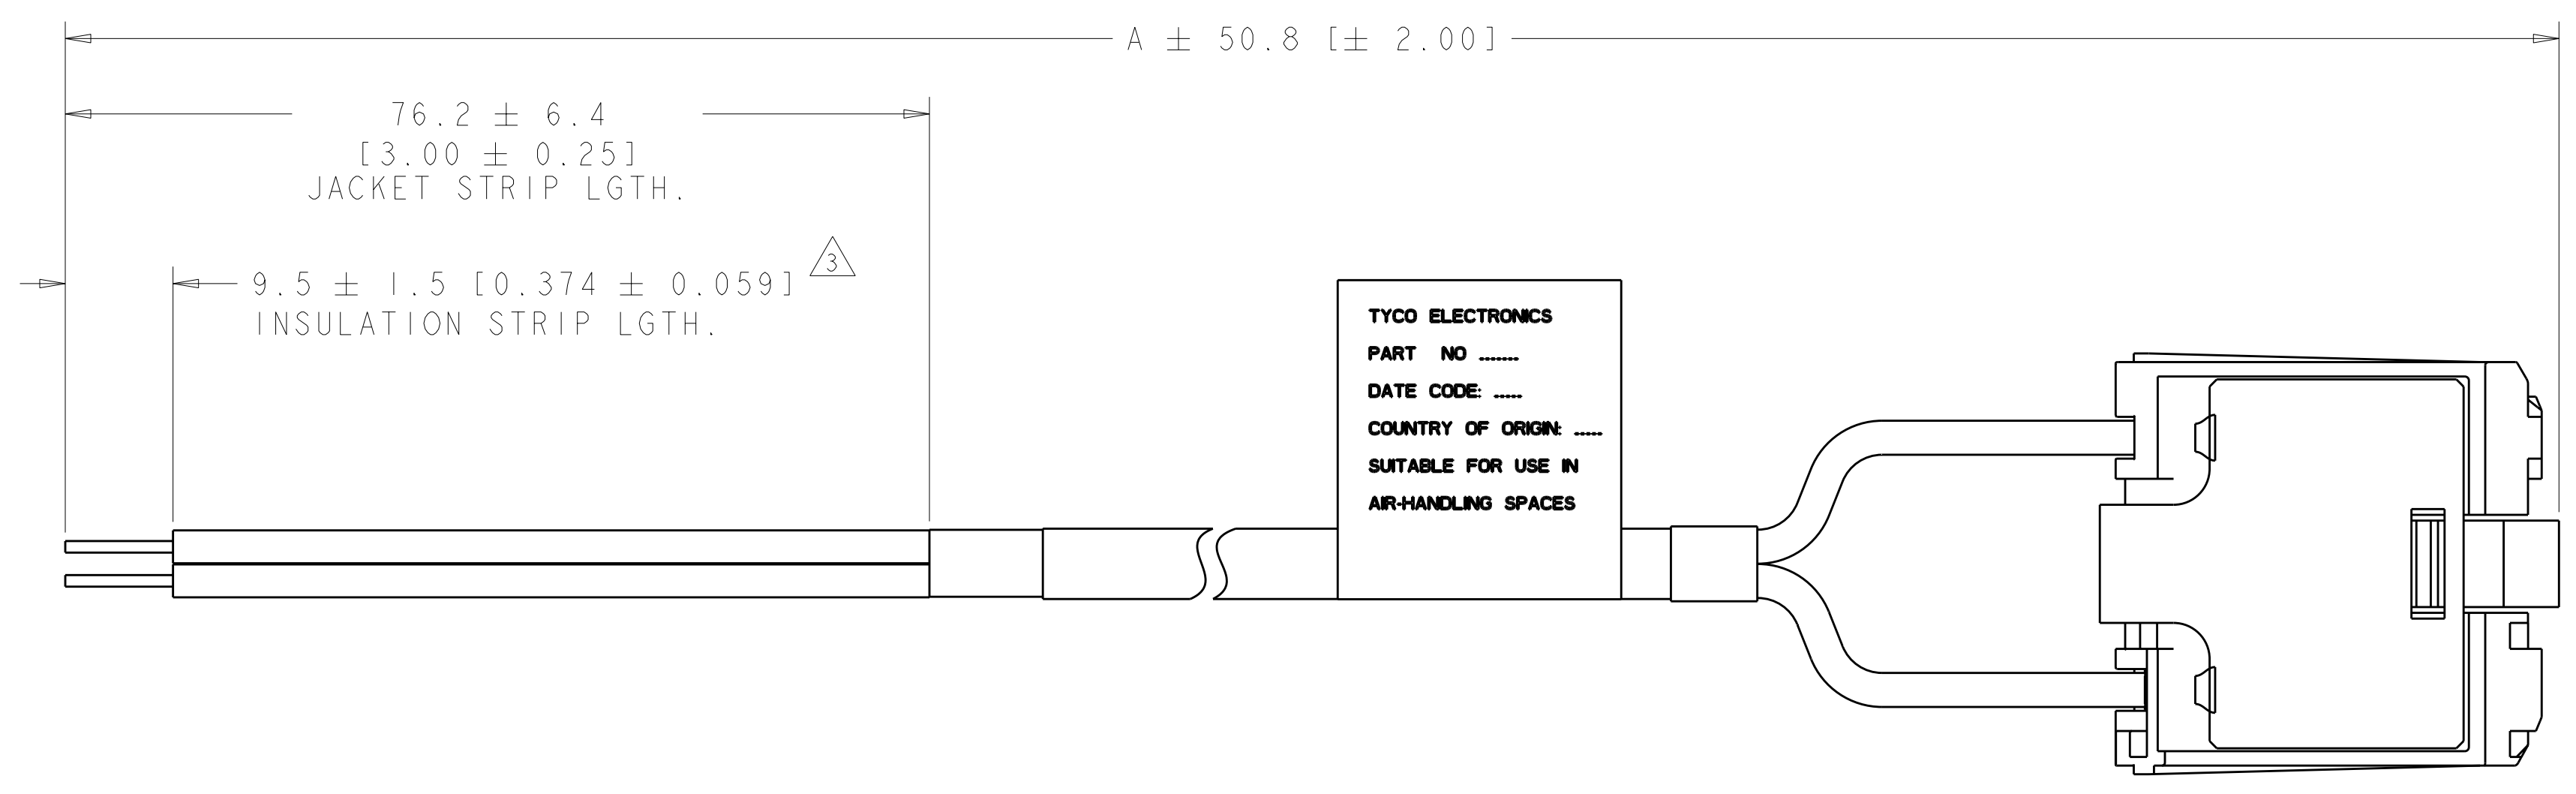 A ± 50.8 [± 2.00]
76.2 ± 6.4
[3.00 ± 0.25]
JACKET STRIP LGTH.
3
9.5 ± 1.5 [0.374 ± 0.059]
INSULATION STRIP LGTH.
TYCO ELECTRONICS
PART NO .......
DATE CODE: .....
COUNTRY OF ORIGIN: .....
SUITABLE FOR USE IN
AIR-HANDLING SPACES